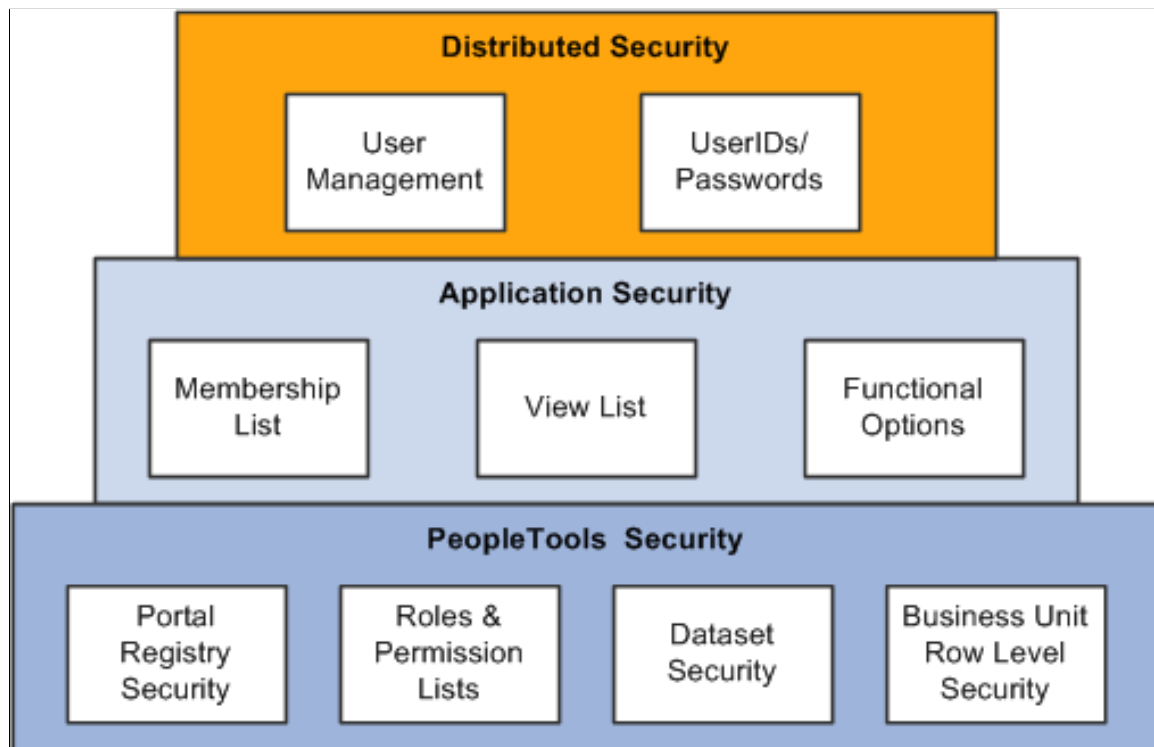 Distributed Security
User
Management
UserIDs/
Passwords
Application Security
Membership
List
View List
Functional
Options
PeopleTools Security
Portal
Registry
Security
Roles &
Permission
Lists
Dataset
Security
Business Unit
Row Level
Security